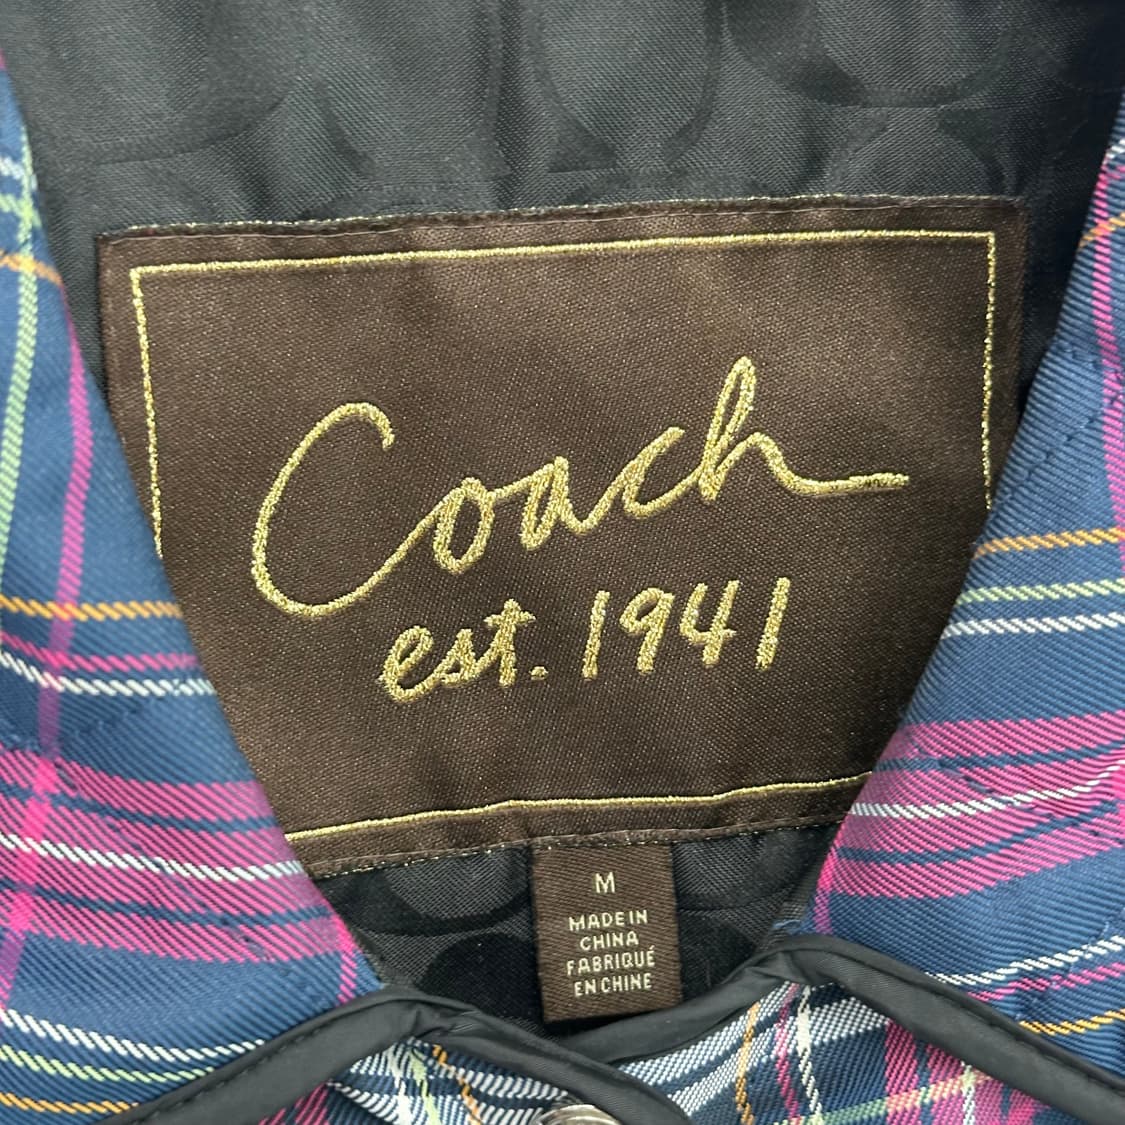 Coach
est. 1941
M
MADE IN
CHINA
FABRIQUÉ
EN CHINE